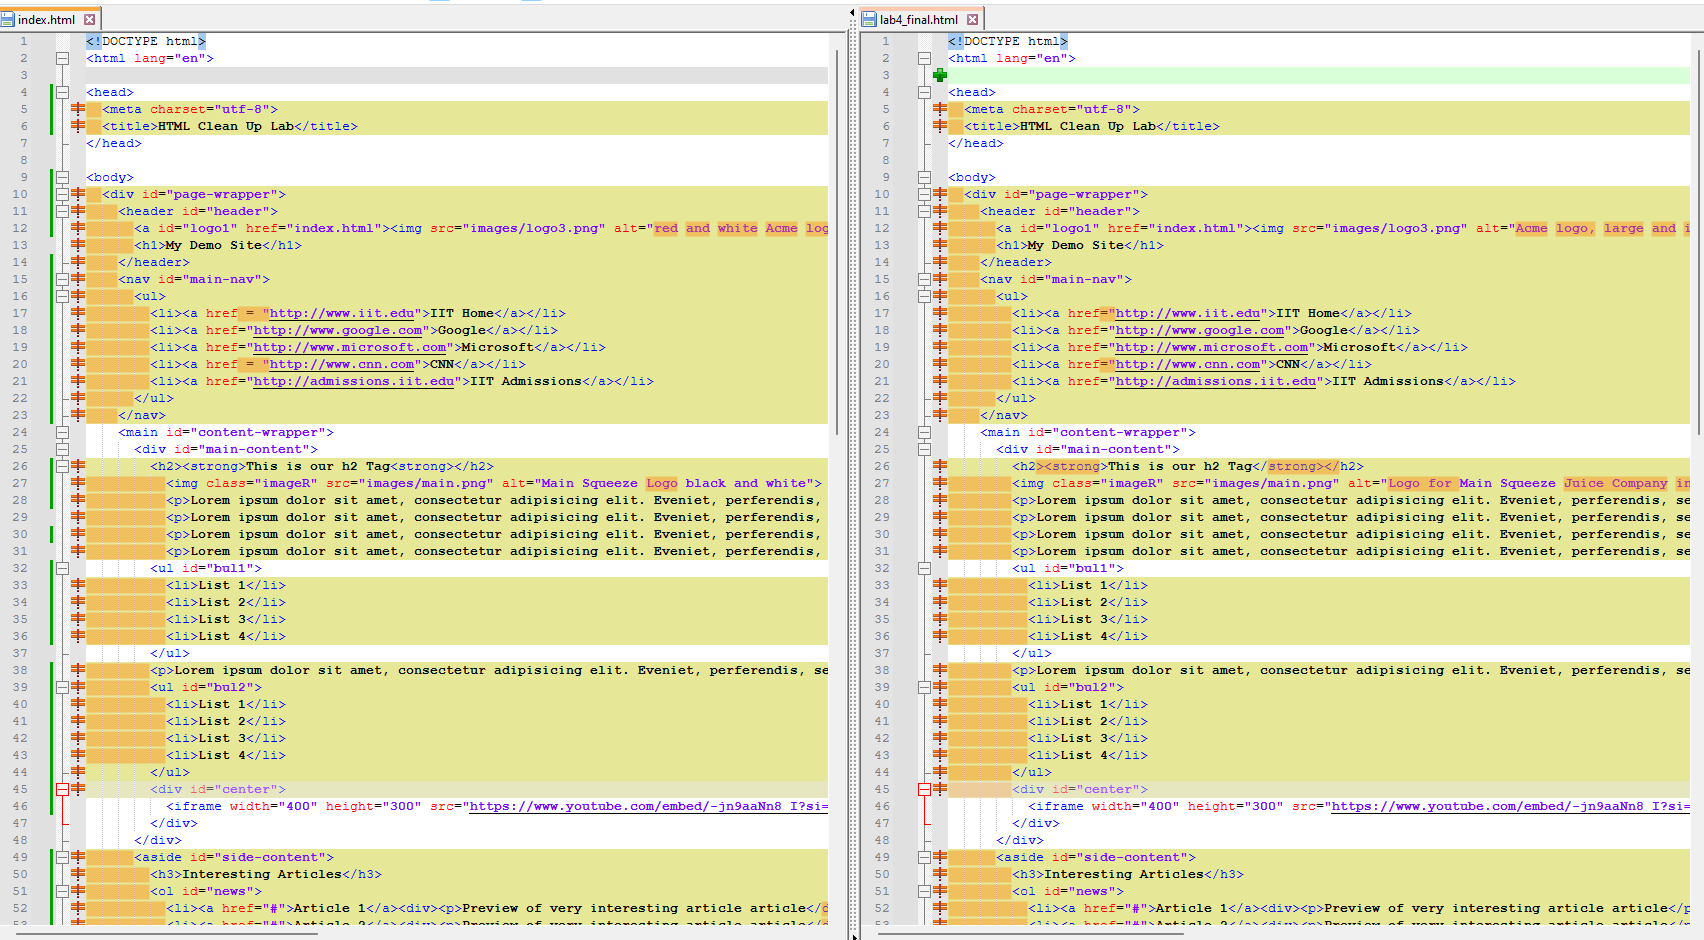 index.html
1 <!DOCTYPE html>
2 <html lang="en">
3
4 <head>
5 <meta charset="utf-8">
6 <title>HTML Clean Up Lab</title>
7 </head>
8
9 <body>
10 <div id="page-wrapper">
11 <header id="header">
12 <a id="logo1" href="index.html"><img src="images/logo3.png" alt="red and white Acme log
13 <h1>My Demo Site</h1>
14 </header>
15 <nav id="main-nav">
16 <ul>
17 <li><a href = "http://www.iit.edu">IIT Home</a></li>
18 <li><a href="http://www.google.com">Google</a></li>
19 <li><a href="http://www.microsoft.com">Microsoft</a></li>
20 <li><a href = "http://www.cnn.com">CNN</a></li>
21 <li><a href="http://admissions.iit.edu">IIT Admissions</a></li>
22 </ul>
23 </nav>
24 <main id="content-wrapper">
25 <div id="main-content">
26 <h2><strong>This is our h2 Tag<strong></h2>
27 <img class="imageR" src="images/main.png" alt="Main Squeeze Logo black and white">
28 <p>Lorem ipsum dolor sit amet, consectetur adipisicing elit. Eveniet, perferendis,
29 <p>Lorem ipsum dolor sit amet, consectetur adipisicing elit. Eveniet, perferendis,
30 <p>Lorem ipsum dolor sit amet, consectetur adipisicing elit. Eveniet, perferendis,
31 <p>Lorem ipsum dolor sit amet, consectetur adipisicing elit. Eveniet, perferendis,
32 <ul id="bul1">
33 <li>List 1</li>
34 <li>List 2</li>
35 <li>List 3</li>
36 <li>List 4</li>
37 </ul>
38 <p>Lorem ipsum dolor sit amet, consectetur adipisicing elit. Eveniet, perferendis, se
39 <ul id="bul2">
40 <li>List 1</li>
41 <li>List 2</li>
42 <li>List 3</li>
43 <li>List 4</li>
44 </ul>
45 <div id="center">
46 <iframe width="400" height="300" src="https://www.youtube.com/embed/-jn9aaNn8_I?si=
47 </div>
48 </div>
49 <aside id="side-content">
50 <h3>Interesting Articles</h3>
51 <ol id="news">
52 <li><a href="#">Article 1</a><div><p>Preview of very interesting article article</
lab4_final.html
1 <!DOCTYPE html>
2 <html lang="en">
3
4 <head>
5 <meta charset="utf-8">
6 <title>HTML Clean Up Lab</title>
7 </head>
8
9 <body>
10 <div id="page-wrapper">
11 <header id="header">
12 <a id="logo1" href="index.html"><img src="images/logo3.png" alt="Acme logo, large and i
13 <h1>My Demo Site</h1>
14 </header>
15 <nav id="main-nav">
16 <ul>
17 <li><a href="http://www.iit.edu">IIT Home</a></li>
18 <li><a href="http://www.google.com">Google</a></li>
19 <li><a href="http://www.microsoft.com">Microsoft</a></li>
20 <li><a href="http://www.cnn.com">CNN</a></li>
21 <li><a href="http://admissions.iit.edu">IIT Admissions</a></li>
22 </ul>
23 </nav>
24 <main id="content-wrapper">
25 <div id="main-content">
26 <h2><strong>This is our h2 Tag</strong></h2>
27 <img class="imageR" src="images/main.png" alt="Logo for Main Squeeze Juice Company in
28 <p>Lorem ipsum dolor sit amet, consectetur adipisicing elit. Eveniet, perferendis, se
29 <p>Lorem ipsum dolor sit amet, consectetur adipisicing elit. Eveniet, perferendis, se
30 <p>Lorem ipsum dolor sit amet, consectetur adipisicing elit. Eveniet, perferendis, se
31 <p>Lorem ipsum dolor sit amet, consectetur adipisicing elit. Eveniet, perferendis, se
32 <ul id="bul1">
33 <li>List 1</li>
34 <li>List 2</li>
35 <li>List 3</li>
36 <li>List 4</li>
37 </ul>
38 <p>Lorem ipsum dolor sit amet, consectetur adipisicing elit. Eveniet, perferendis, se
39 <ul id="bul2">
40 <li>List 1</li>
41 <li>List 2</li>
42 <li>List 3</li>
43 <li>List 4</li>
44 </ul>
45 <div id="center">
46 <iframe width="400" height="300" src="https://www.youtube.com/embed/-jn9aaNn8_I?si=
47 </div>
48 </div>
49 <aside id="side-content">
50 <h3>Interesting Articles</h3>
51 <ol id="news">
52 <li><a href="#">Article 1</a><div><p>Preview of very interesting article article</p